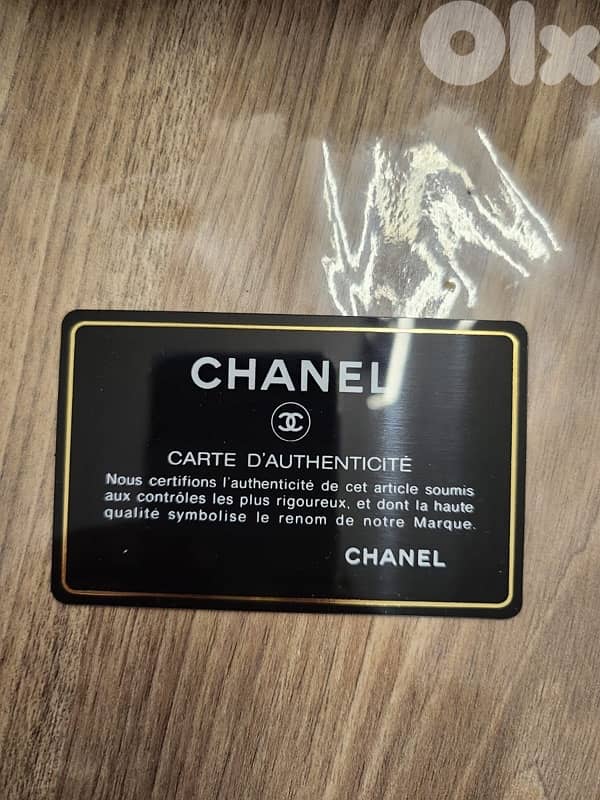 Olx
CHANEL
CARTE D'AUTHENTICITÉ
Nous certifions l'authenticité de cet article soumis
aux contrôles les plus rigoureux, et dont la haute
qualité symbolise le renom de notre Marque.
CHANEL